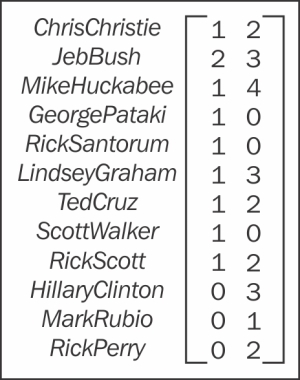 ChrisChristie 1 2
JebBush 2 3
MikeHuckabee 1 4
GeorgePataki 1 0
RickSantorum 1 0
LindseyGraham 1 3
TedCruz 1 2
ScottWalker 1 0
RickScott 1 2
HillaryClinton 0 3
MarkRubio 0 1
RickPerry 0 2